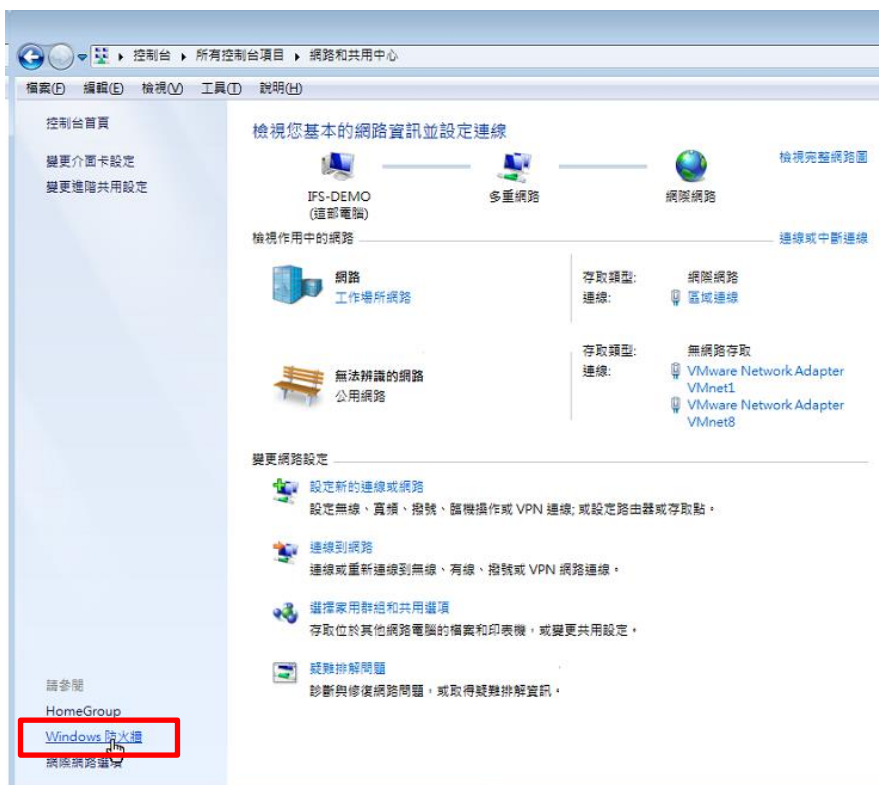 控制台 ▸ 所有控制台項目 ▸ 網路和共用中心
檔案(F) 編輯(E) 檢視(V) 工具(T) 說明(H)
控制台首頁
變更介面卡設定
變更進階共用設定
請參閱
HomeGroup
Windows 防火牆
網際網路選項
檢視您基本的網路資訊並設定連線
檢視完整網路圖
IFS-DEMO
(這部電腦)
多重網路
網際網路
檢視作用中的網路
連線或中斷連線
網路
工作場所網路
存取類型: 網際網路
連線: 區域連線
無法辨識的網路
公用網路
存取類型: 無網路存取
連線: VMware Network Adapter
VMnet1
VMware Network Adapter
VMnet8
變更網路設定
設定新的連線或網路
設定無線、寬頻、撥號、臨機操作或 VPN 連線; 或設定路由器或存取點。
連線到網路
連線或重新連線到無線、有線、撥號或 VPN 網路連線。
選擇家用群組和共用選項
存取位於其他網路電腦的檔案和印表機，或變更共用設定。
疑難排解問題
診斷與修復網路問題，或取得疑難排解資訊。